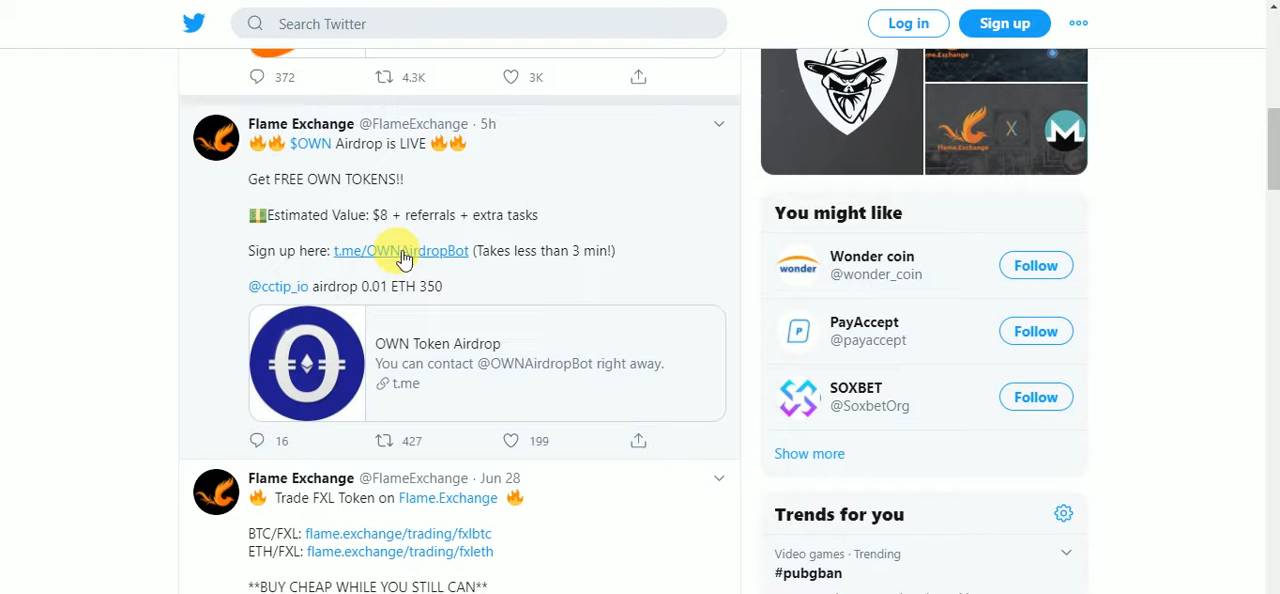 Search Twitter
Log in
Sign up
372
4.3K
3K
Flame Exchange @FlameExchange · 5h
🔥🔥 $OWN Airdrop is LIVE 🔥🔥
Get FREE OWN TOKENS!!
💵Estimated Value: $8 + referrals + extra tasks
Sign up here: t.me/OWNAirdropBot (Takes less than 3 min!)
@cctip_io airdrop 0.01 ETH 350
OWN Token Airdrop
You can contact @OWNAirdropBot right away.
t.me
16
427
199
Flame Exchange @FlameExchange · Jun 28
🔥 Trade FXL Token on Flame.Exchange 🔥
BTC/FXL: flame.exchange/trading/fxlbtc
ETH/FXL: flame.exchange/trading/fxleth
**BUY CHEAP WHILE YOU STILL CAN**
Flame.Exchange X
You might like
Wonder coin
@wonder_coin
wonder
Follow
PayAccept
@payaccept
Follow
SOXBET
@SoxbetOrg
Follow
Show more
Trends for you
Video games · Trending
#pubgban